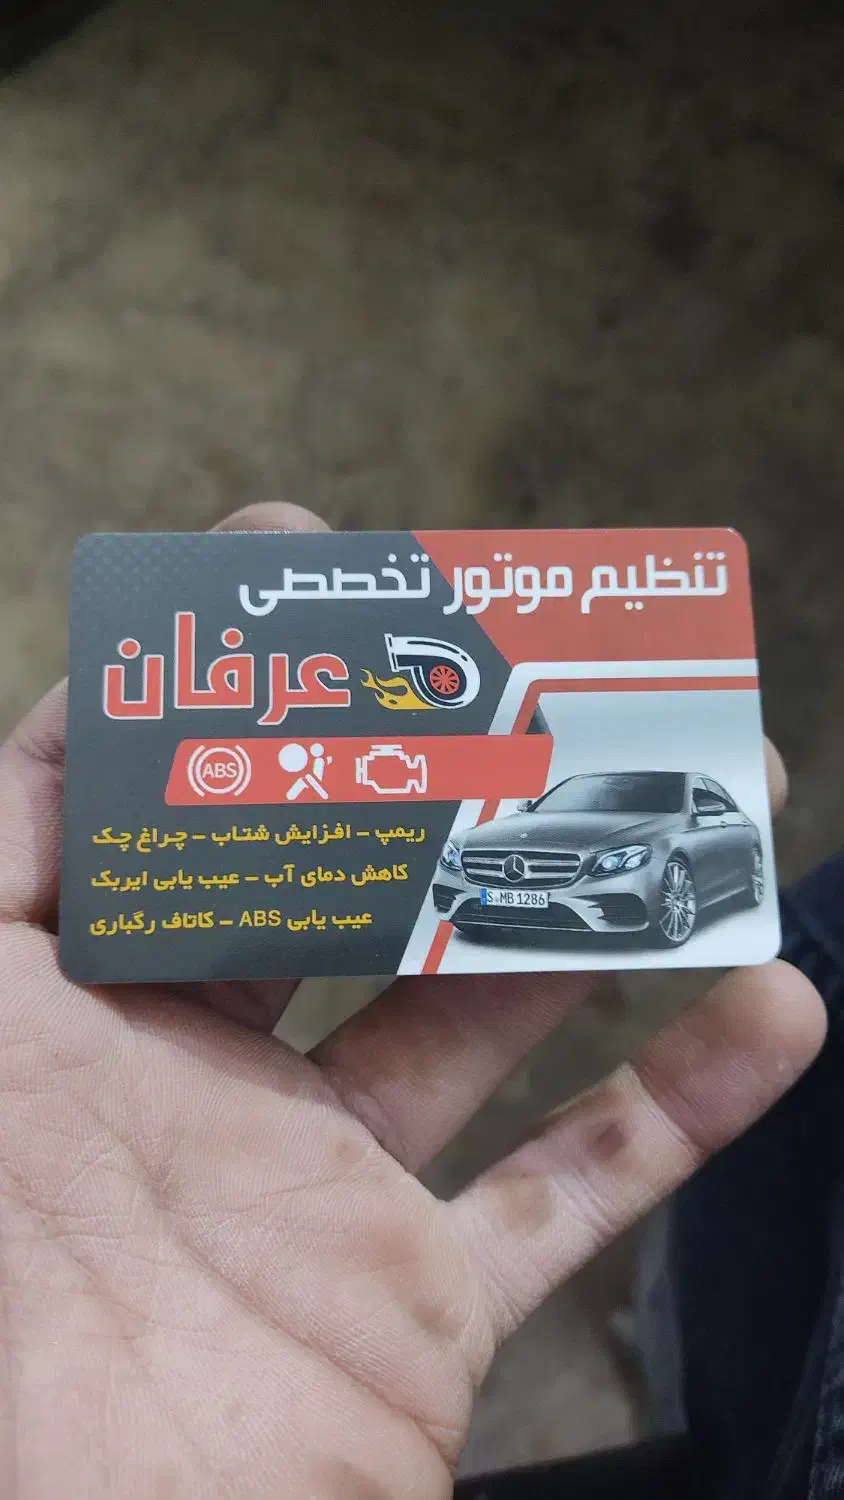 تنظیم موتور تخصصی
عرفان
ABS
ریمپ - افزایش شتاب - چراغ چک
کاهش دمای آب - عیب یابی ایربک
عیب یابی ABS - کاتاف رگباری
S MB 1286